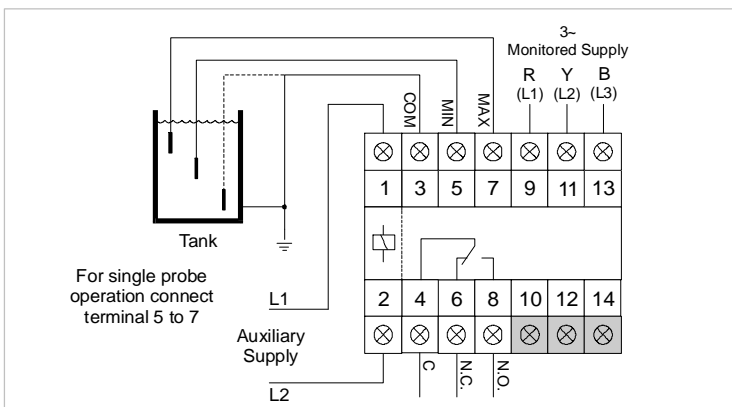 3~
Monitored Supply
R Y B
(L1) (L2) (L3)
COM MIN MAX
1 3 5 7 9 11 13
Tank
For single probe
operation connect
terminal 5 to 7
L1
Auxiliary
Supply
L2
2 4 6 8 10 12 14
C N.C. N.O.